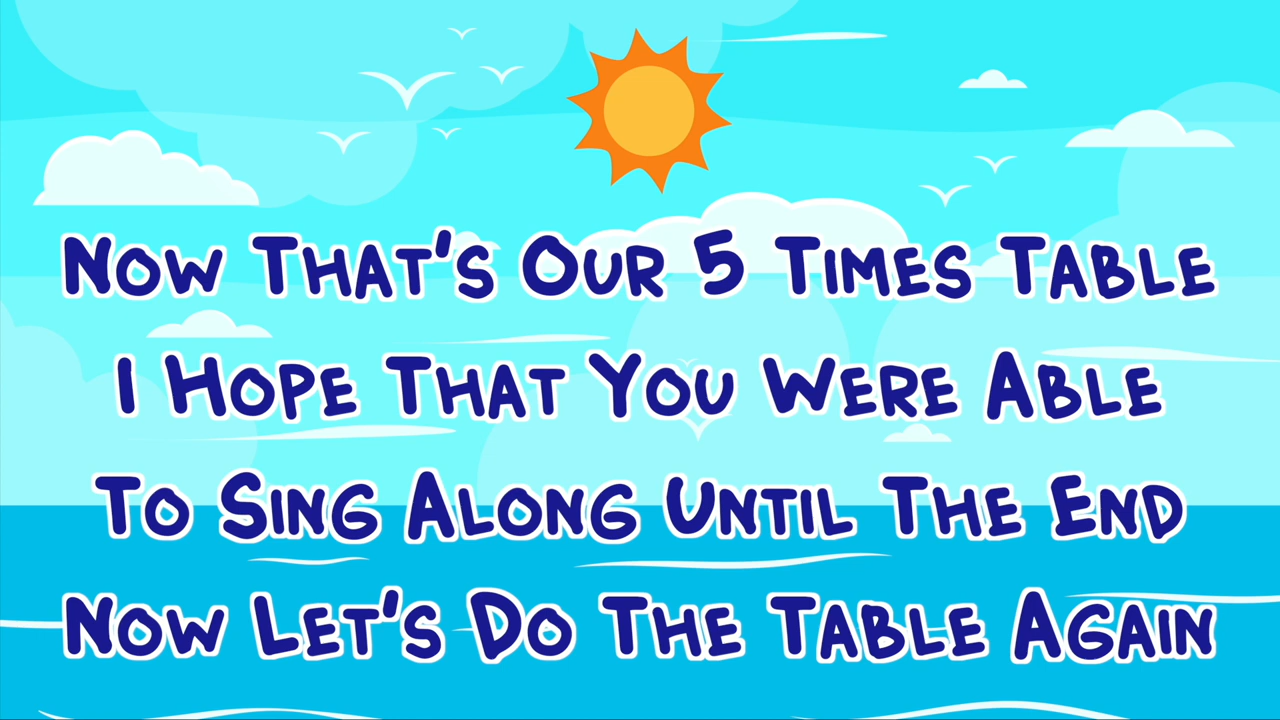 Now That's Our 5 Times Table
I Hope That You Were Able
To Sing Along Until The End
Now Let's Do The Table Again